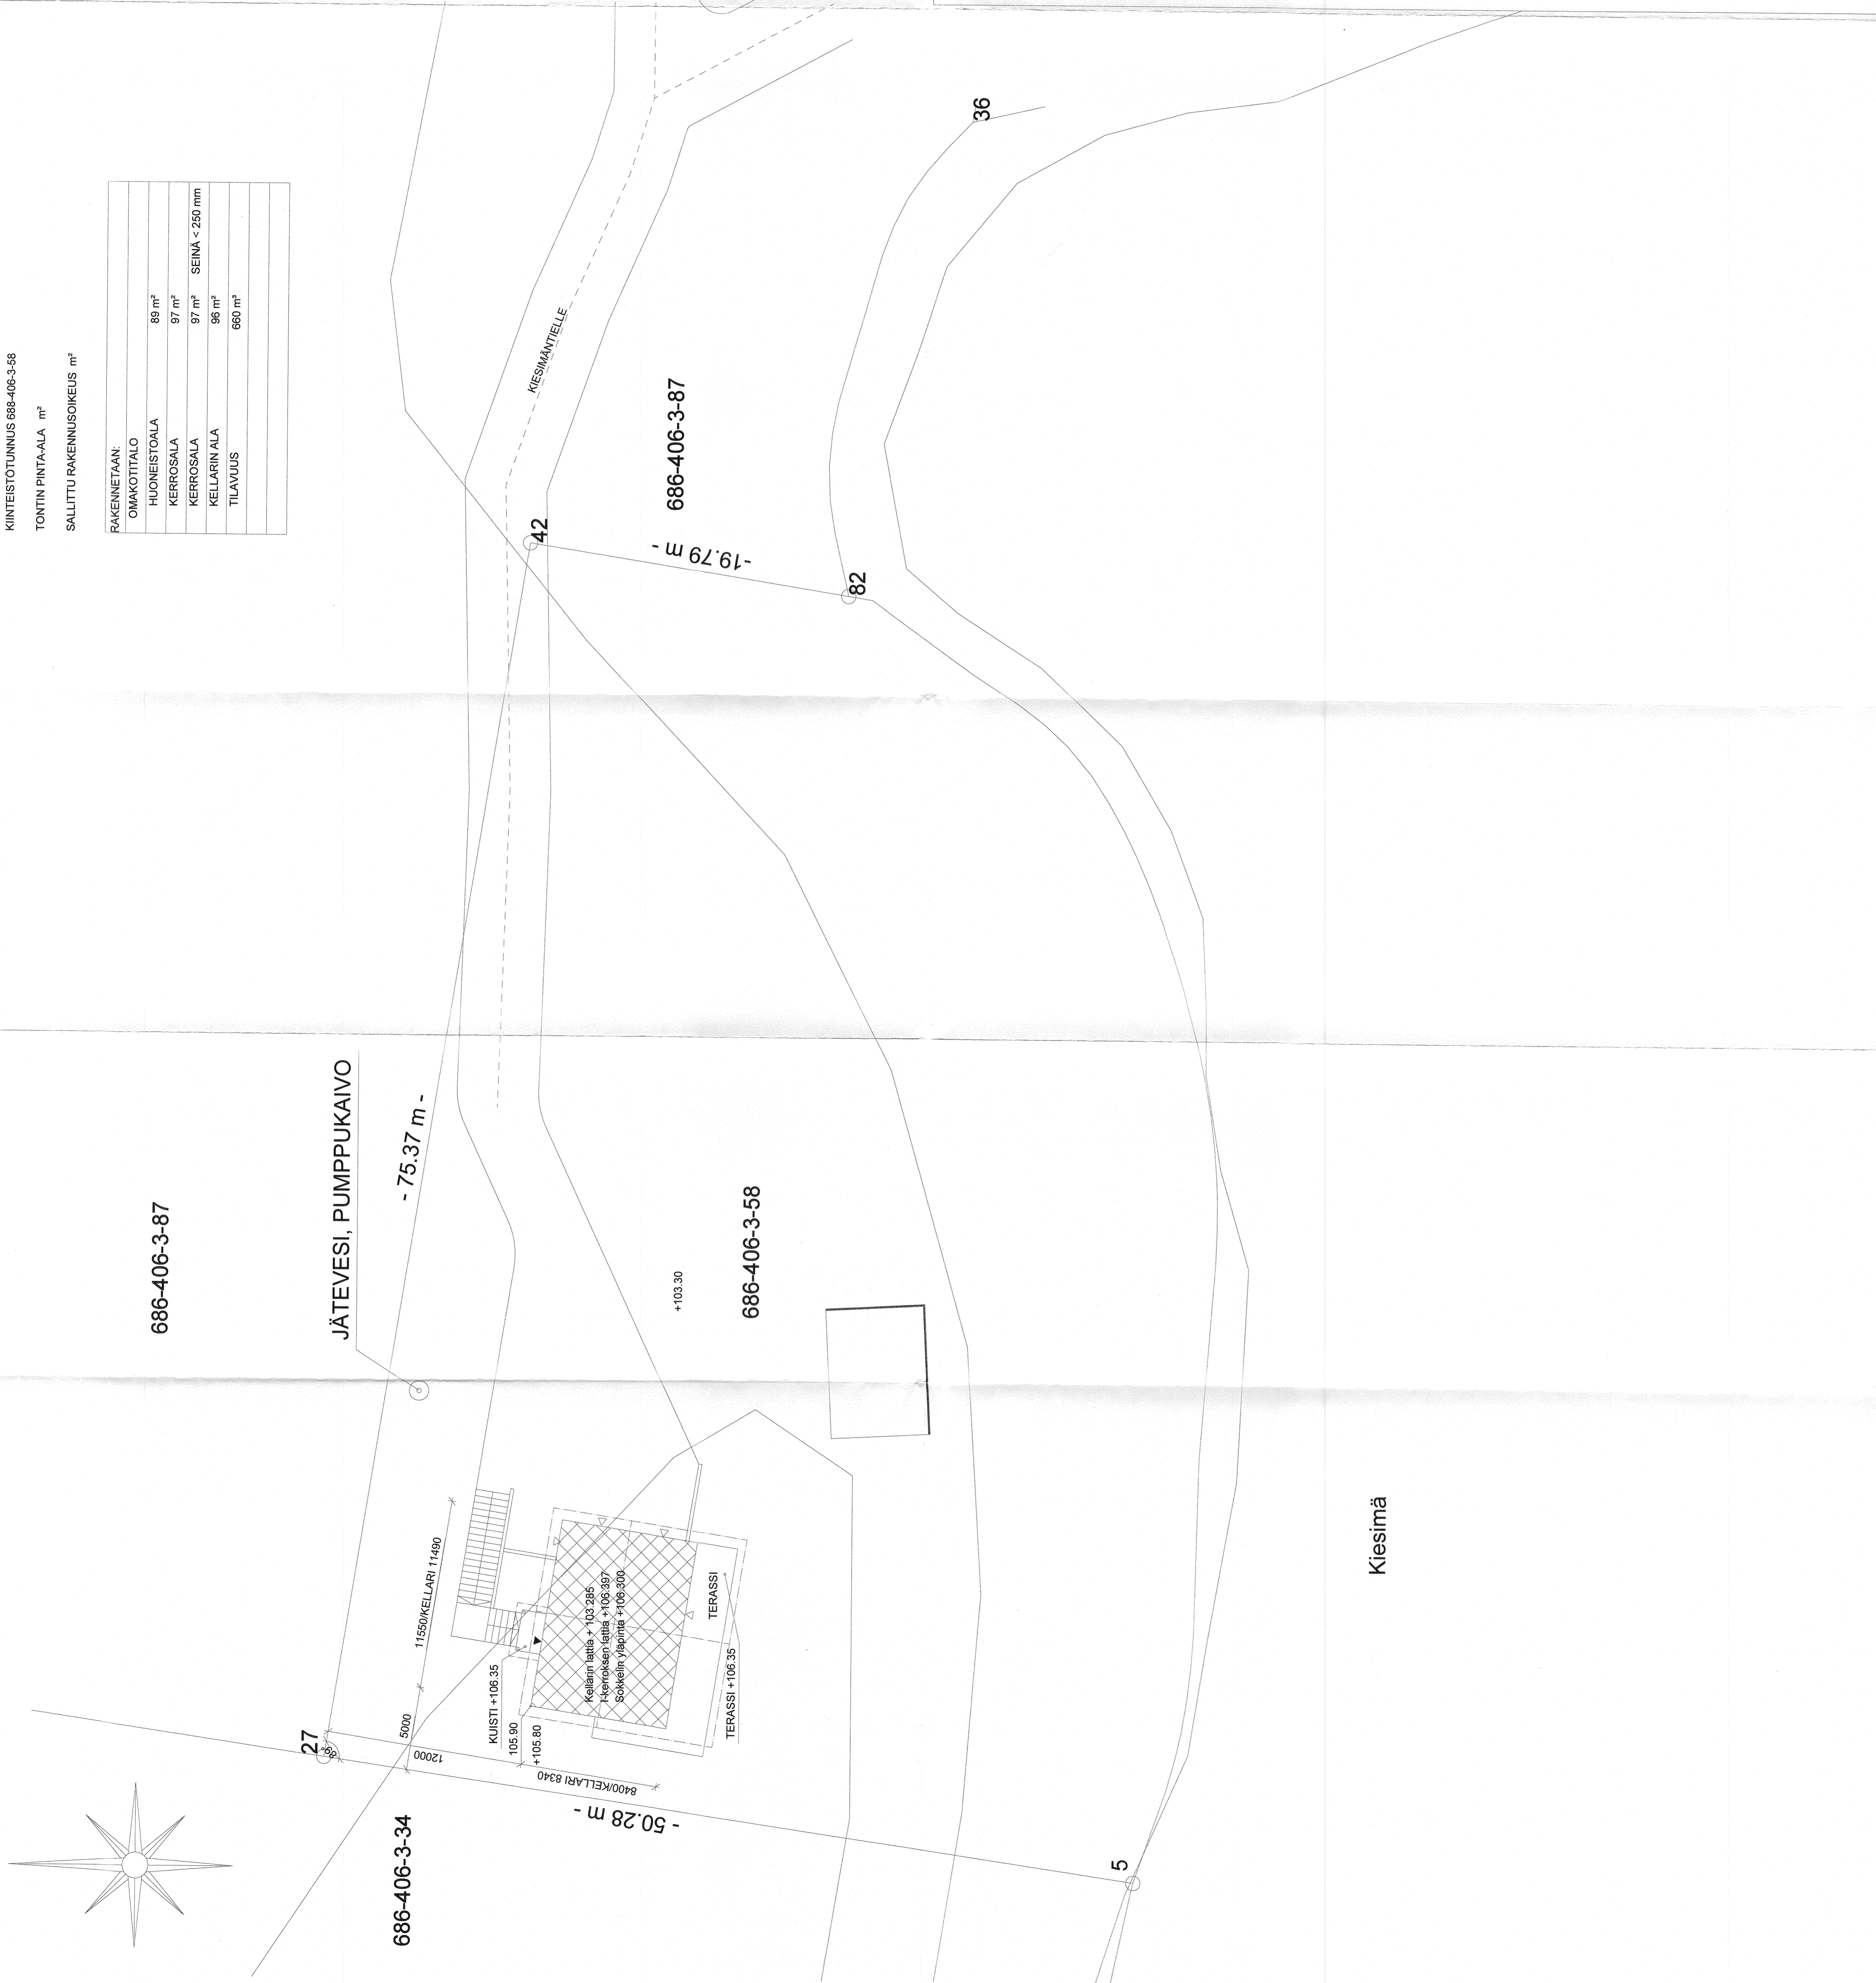 KIINTEISTÖTUNNUS 688-406-3-58
TONTIN PINTA-ALA m²
SALLITTU RAKENNUSOIKEUS m²
RAKENNETAAN:
OMAKOTITALO
HUONEISTOALA 89 m²
KERROSALA 97 m²
KERROSALA 97 m² SEINÄ < 250 mm
KELLARIN ALA 96 m²
TILAVUUS 660 m³
686-406-3-87
JÄTEVESI, PUMPPUKAIVO
- 75.37 m -
KIESIMÄNTIELLE
42
686-406-3-87
-19.79 m -
82
36
27
89°
5000
11550/KELLARI 11490
12000
KUISTI +106.35
105.90
+105.80
8400/KELLARI 8340
Kellarin lattia + 103.285
I-kerroksen lattia +106.397
Sokkelin yläpinta +106.300
TERASSI
TERASSI +106.35
+103.30
686-406-3-58
686-406-3-34
- 50.28 m -
5
Kiesimä